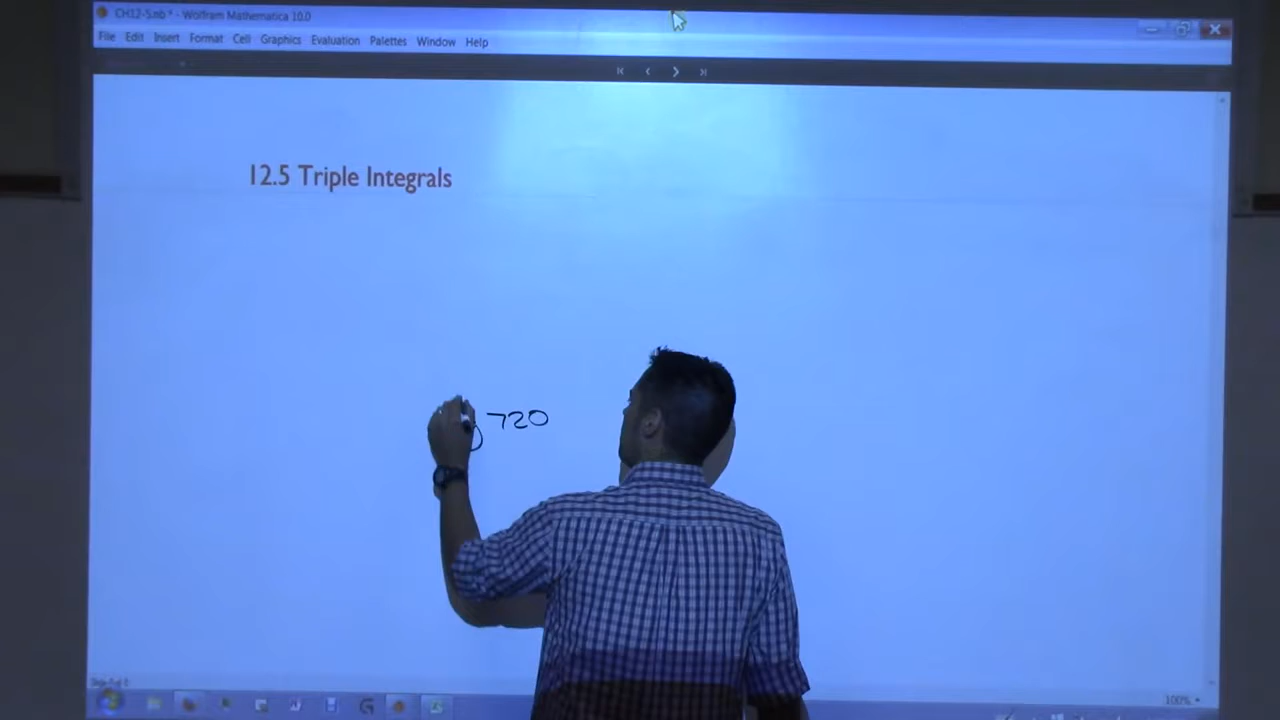 CH12-5.nb * - Wolfram Mathematica 10.0
File Edit Insert Format Cell Graphics Evaluation Palettes Window Help
12.5 Triple Integrals
720
100%